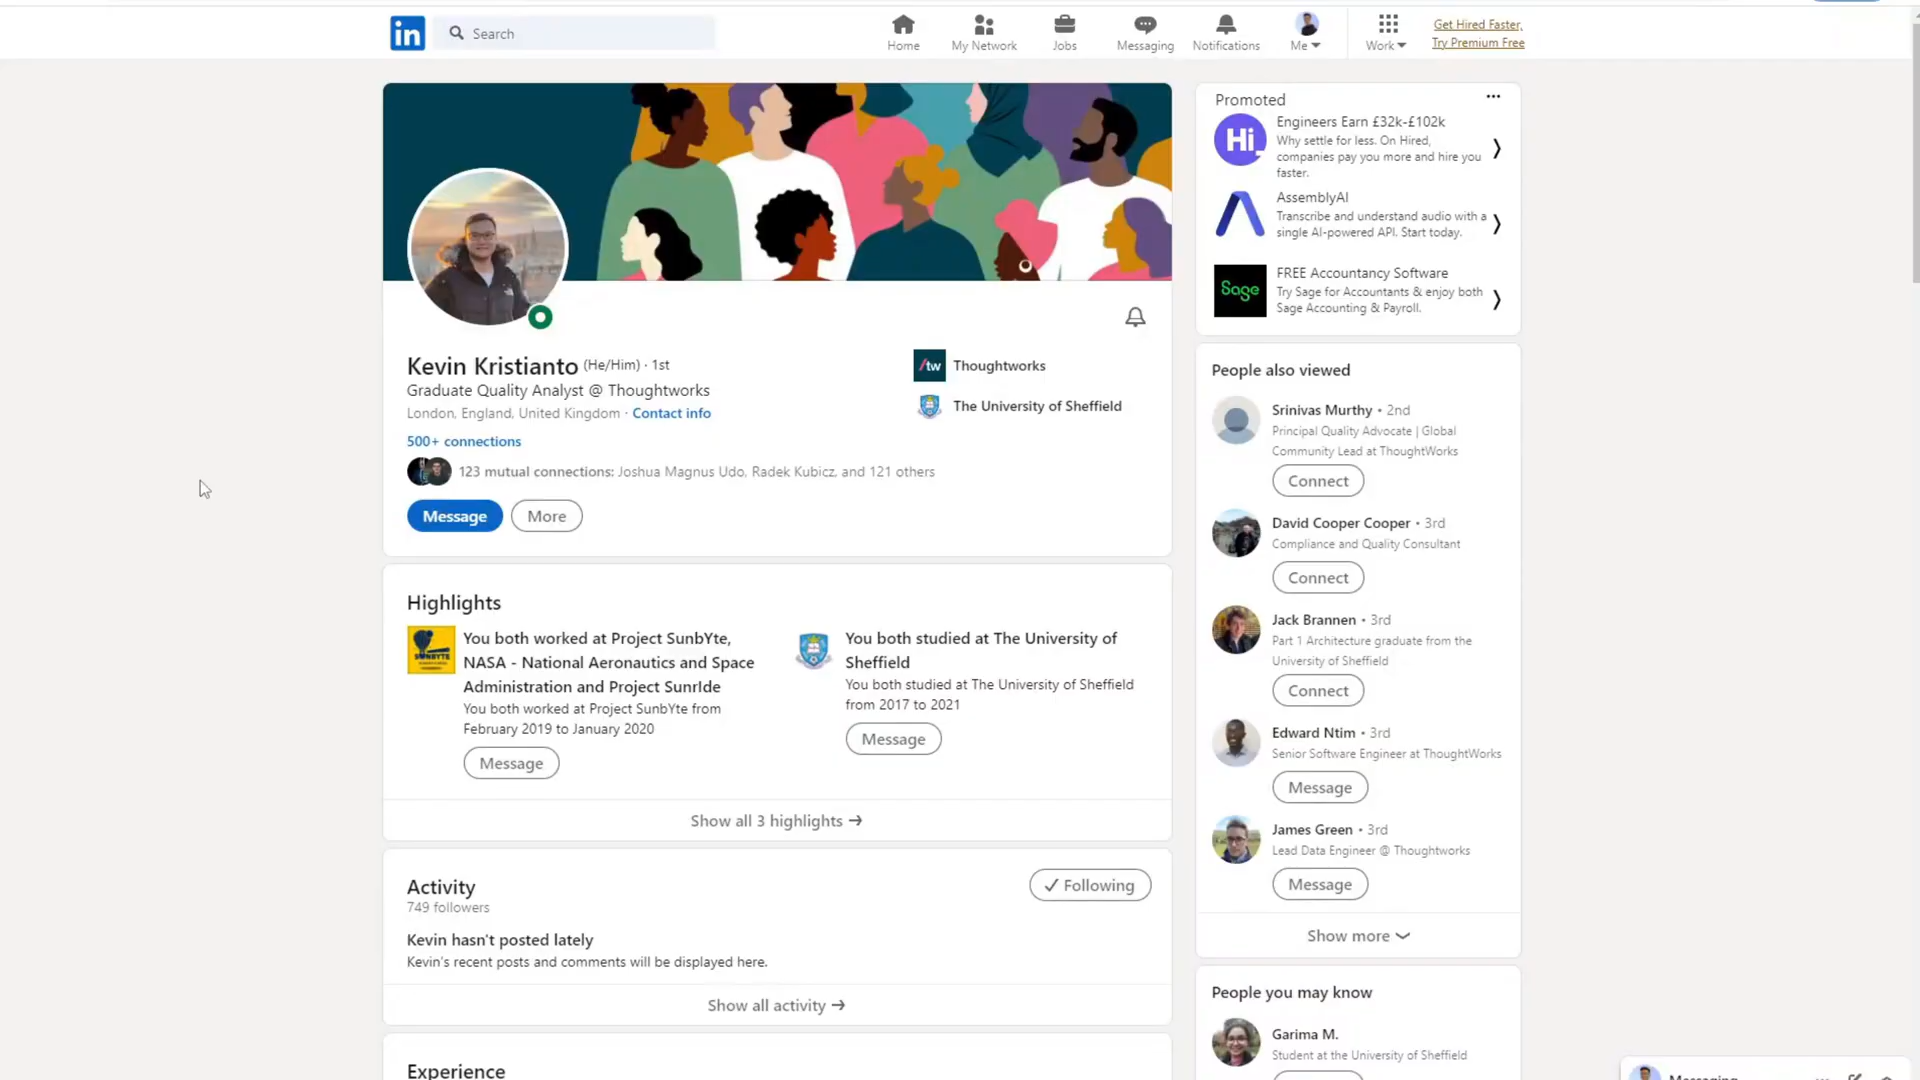 in
Search
Home
My Network
Jobs
Messaging
Notifications
Me
Work
Get Hired Faster,
Try Premium Free
Kevin Kristianto (He/Him) · 1st
Graduate Quality Analyst @ Thoughtworks
London, England, United Kingdom · Contact info
500+ connections
123 mutual connections: Joshua Magnus Udo, Radek Kubicz, and 121 others
Message
More
/tw
Thoughtworks
The University of Sheffield
Highlights
You both worked at Project SunbYte,
NASA - National Aeronautics and Space
Administration and Project SunrIde
You both worked at Project SunbYte from
February 2019 to January 2020
Message
You both studied at The University of
Sheffield
You both studied at The University of Sheffield
from 2017 to 2021
Message
Show all 3 highlights →
Activity
749 followers
✓ Following
Kevin hasn't posted lately
Kevin's recent posts and comments will be displayed here.
Show all activity →
Experience
Promoted
Hi
Engineers Earn £32k-£102k
Why settle for less. On Hired,
companies pay you more and hire you
faster.
AssemblyAI
Transcribe and understand audio with a
single AI-powered API. Start today.
Sage
FREE Accountancy Software
Try Sage for Accountants & enjoy both
Sage Accounting & Payroll.
People also viewed
Srinivas Murthy • 2nd
Principal Quality Advocate | Global
Community Lead at ThoughtWorks
Connect
David Cooper Cooper • 3rd
Compliance and Quality Consultant
Connect
Jack Brannen • 3rd
Part 1 Architecture graduate from the
University of Sheffield
Connect
Edward Ntim • 3rd
Senior Software Engineer at ThoughtWorks
Message
James Green • 3rd
Lead Data Engineer @ Thoughtworks
Message
Show more
People you may know
Garima M.
Student at the University of Sheffield
Messaging